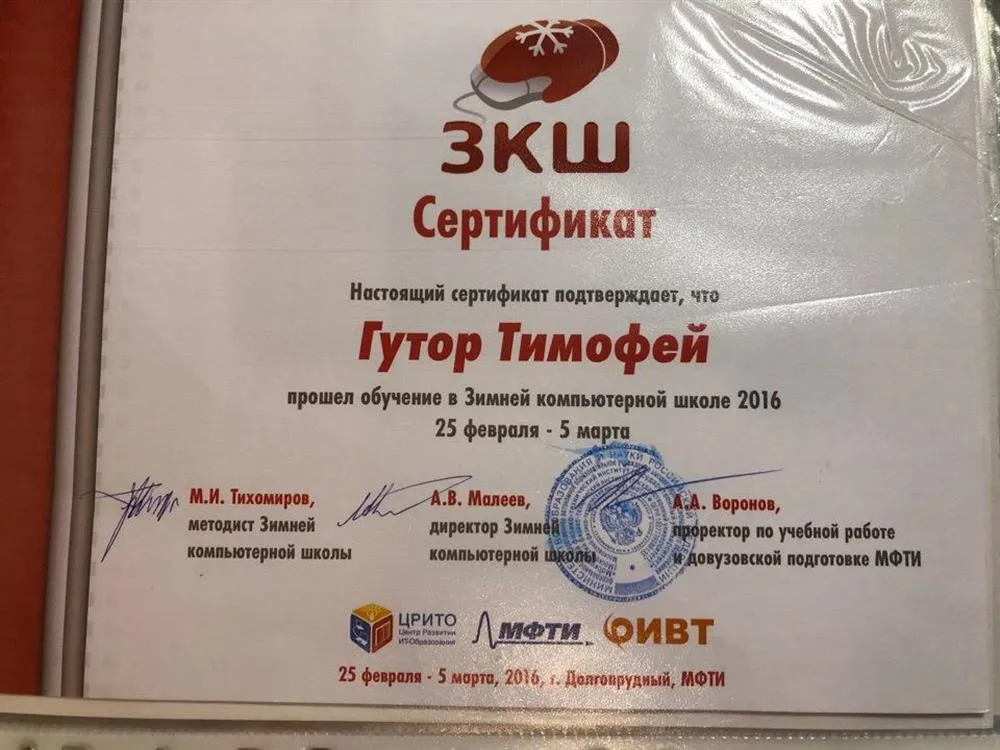 ЗКШ
Сертификат
Настоящий сертификат подтверждает, что
Гутор Тимофей
прошел обучение в Зимней компьютерной школе 2016
25 февраля - 5 марта
М.И. Тихомиров,
методист Зимней
компьютерной школы
А.В. Малеев,
директор Зимней
компьютерной школы
А.А. Воронов,
проректор по учебной работе
и довузовской подготовке МФТИ
ЦРИТО
Центр Развития
ИТ-Образования
МФТИ
ФИВТ
25 февраля - 5 марта, 2016, г. Долгопрудный, МФТИ